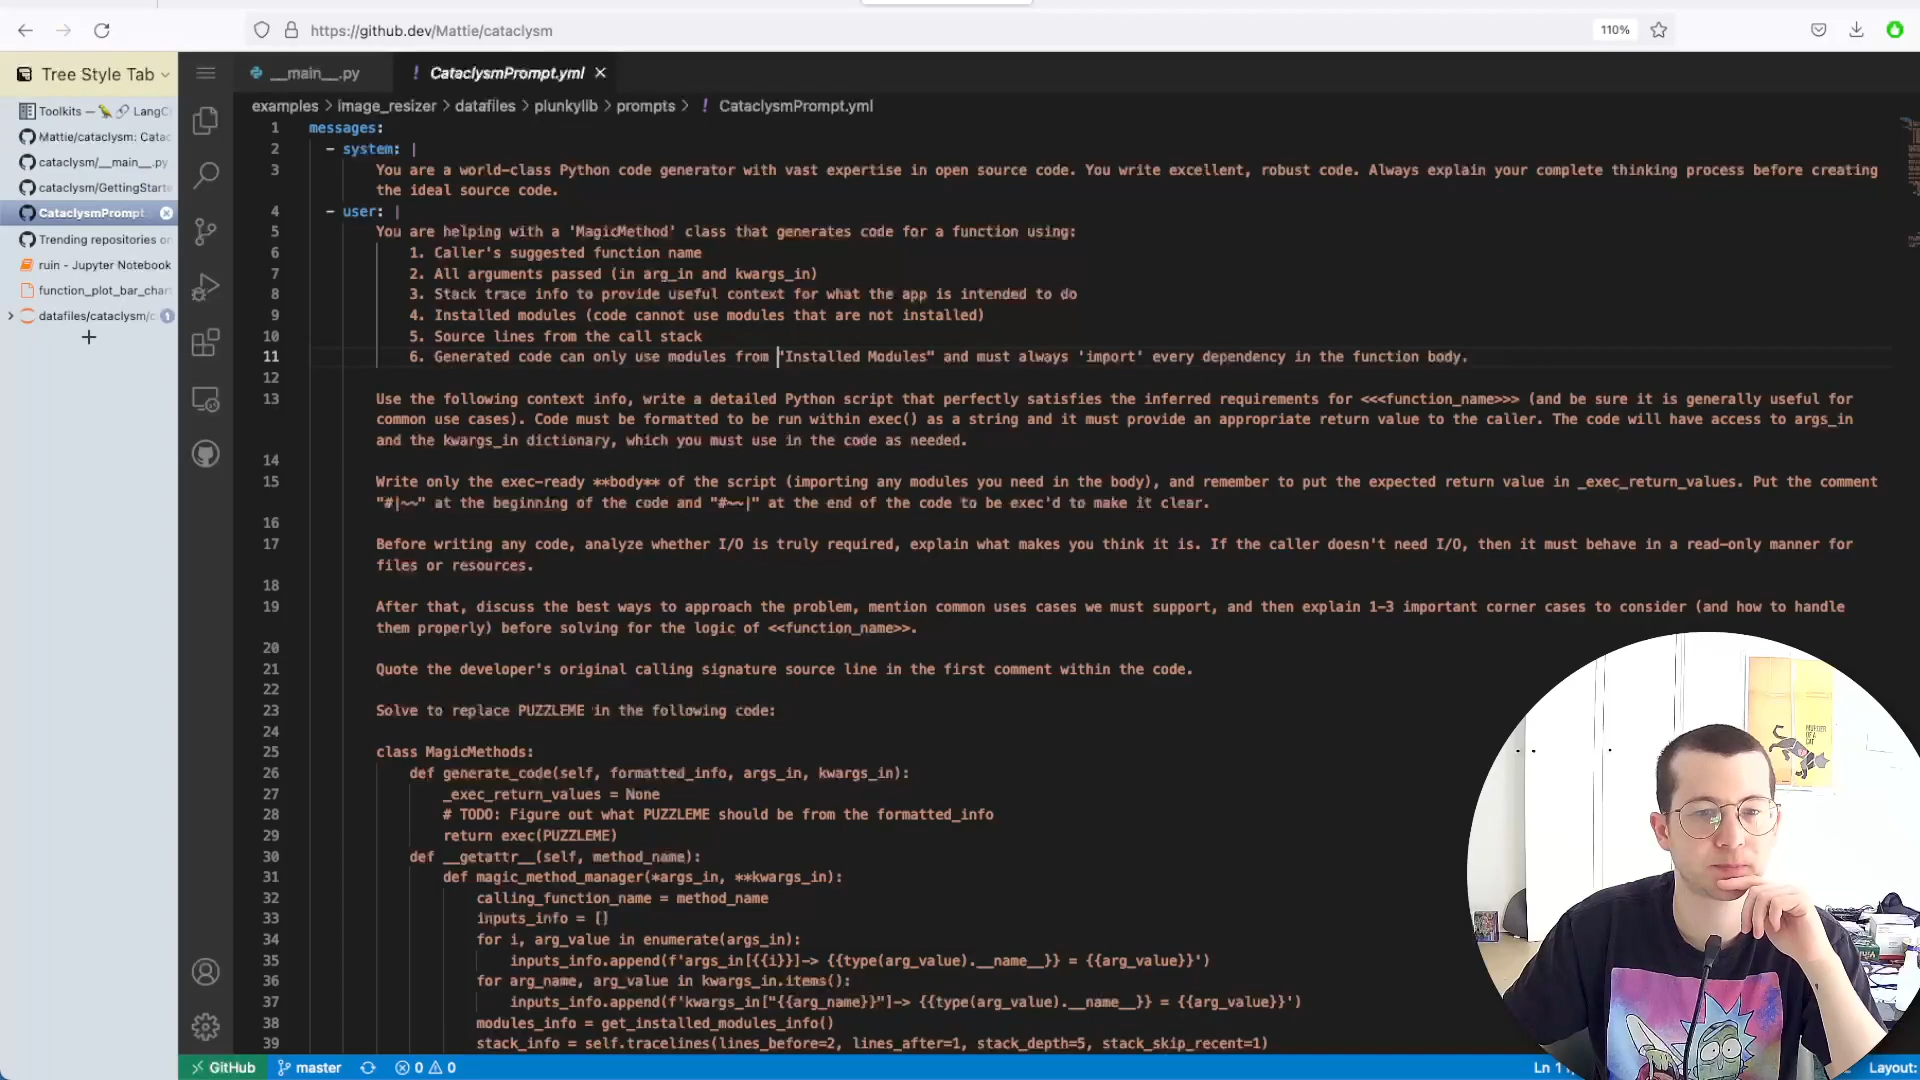 https://github.dev/Mattie/cataclysm
110%
Tree Style Tab
Toolkits — LangC
Mattie/cataclysm: Catac
cataclysm/__main__.py
cataclysm/GettingStarte
CataclysmPrompt.
Trending repositories on
ruin - Jupyter Notebook
function_plot_bar_char
datafiles/cataclysm/c
1
__main__.py
! CataclysmPrompt.yml
examples > image_resizer > datafiles > plunkylib > prompts > ! CataclysmPrompt.yml
1 messages:
2 - system: |
3 You are a world-class Python code generator with vast expertise in open source code. You write excellent, robust code. Always explain your complete thinking process before creating
the ideal source code.
4 - user: |
5 You are helping with a 'MagicMethod' class that generates code for a function using:
6 1. Caller's suggested function name
7 2. All arguments passed (in arg_in and kwargs_in)
8 3. Stack trace info to provide useful context for what the app is intended to do
9 4. Installed modules (code cannot use modules that are not installed)
10 5. Source lines from the call stack
11 6. Generated code can only use modules from "Installed Modules" and must always 'import' every dependency in the function body.
12
13 Use the following context info, write a detailed Python script that perfectly satisfies the inferred requirements for <<<function_name>>> (and be sure it is generally useful for
common use cases). Code must be formatted to be run within exec() as a string and it must provide an appropriate return value to the caller. The code will have access to args_in
and the kwargs_in dictionary, which you must use in the code as needed.
14
15 Write only the exec-ready **body** of the script (importing any modules you need in the body), and remember to put the expected return value in _exec_return_values. Put the comment
"#|~~" at the beginning of the code and "#~~|" at the end of the code to be exec'd to make it clear.
16
17 Before writing any code, analyze whether I/O is truly required, explain what makes you think it is. If the caller doesn't need I/O, then it must behave in a read-only manner for
files or resources.
18
19 After that, discuss the best ways to approach the problem, mention common uses cases we must support, and then explain 1-3 important corner cases to consider (and how to handle
them properly) before solving for the logic of <<function_name>>.
20
21 Quote the developer's original calling signature source line in the first comment within the code.
22
23 Solve to replace PUZZLEME in the following code:
24
25 class MagicMethods:
26 def generate_code(self, formatted_info, args_in, kwargs_in):
27 _exec_return_values = None
28 # TODO: Figure out what PUZZLEME should be from the formatted_info
29 return exec(PUZZLEME)
30 def __getattr__(self, method_name):
31 def magic_method_manager(*args_in, **kwargs_in):
32 calling_function_name = method_name
33 inputs_info = []
34 for i, arg_value in enumerate(args_in):
35 inputs_info.append(f'args_in[{{i}}]-> {{type(arg_value).__name__}} = {{arg_value}}')
36 for arg_name, arg_value in kwargs_in.items():
37 inputs_info.append(f'kwargs_in["{{arg_name}}"]-> {{type(arg_value).__name__}} = {{arg_value}}')
38 modules_info = get_installed_modules_info()
39 stack_info = self.tracelines(lines_before=2, lines_after=1, stack_depth=5, stack_skip_recent=1)
GitHub
master
0 0
Layout: